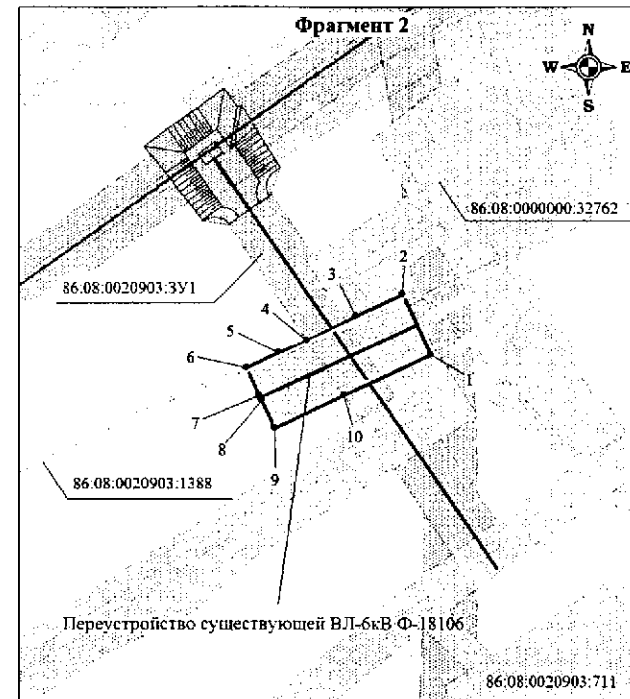 Фрагмент 2
N
W E
S
86:08:0000000:32762
86:08:0020903:ЗУ1
2
3
4
5
6
1
7
10
8
9
86:08:0020903:1388
Переустройство существующей ВЛ-6кВ Ф-18106
86:08:0020903:711